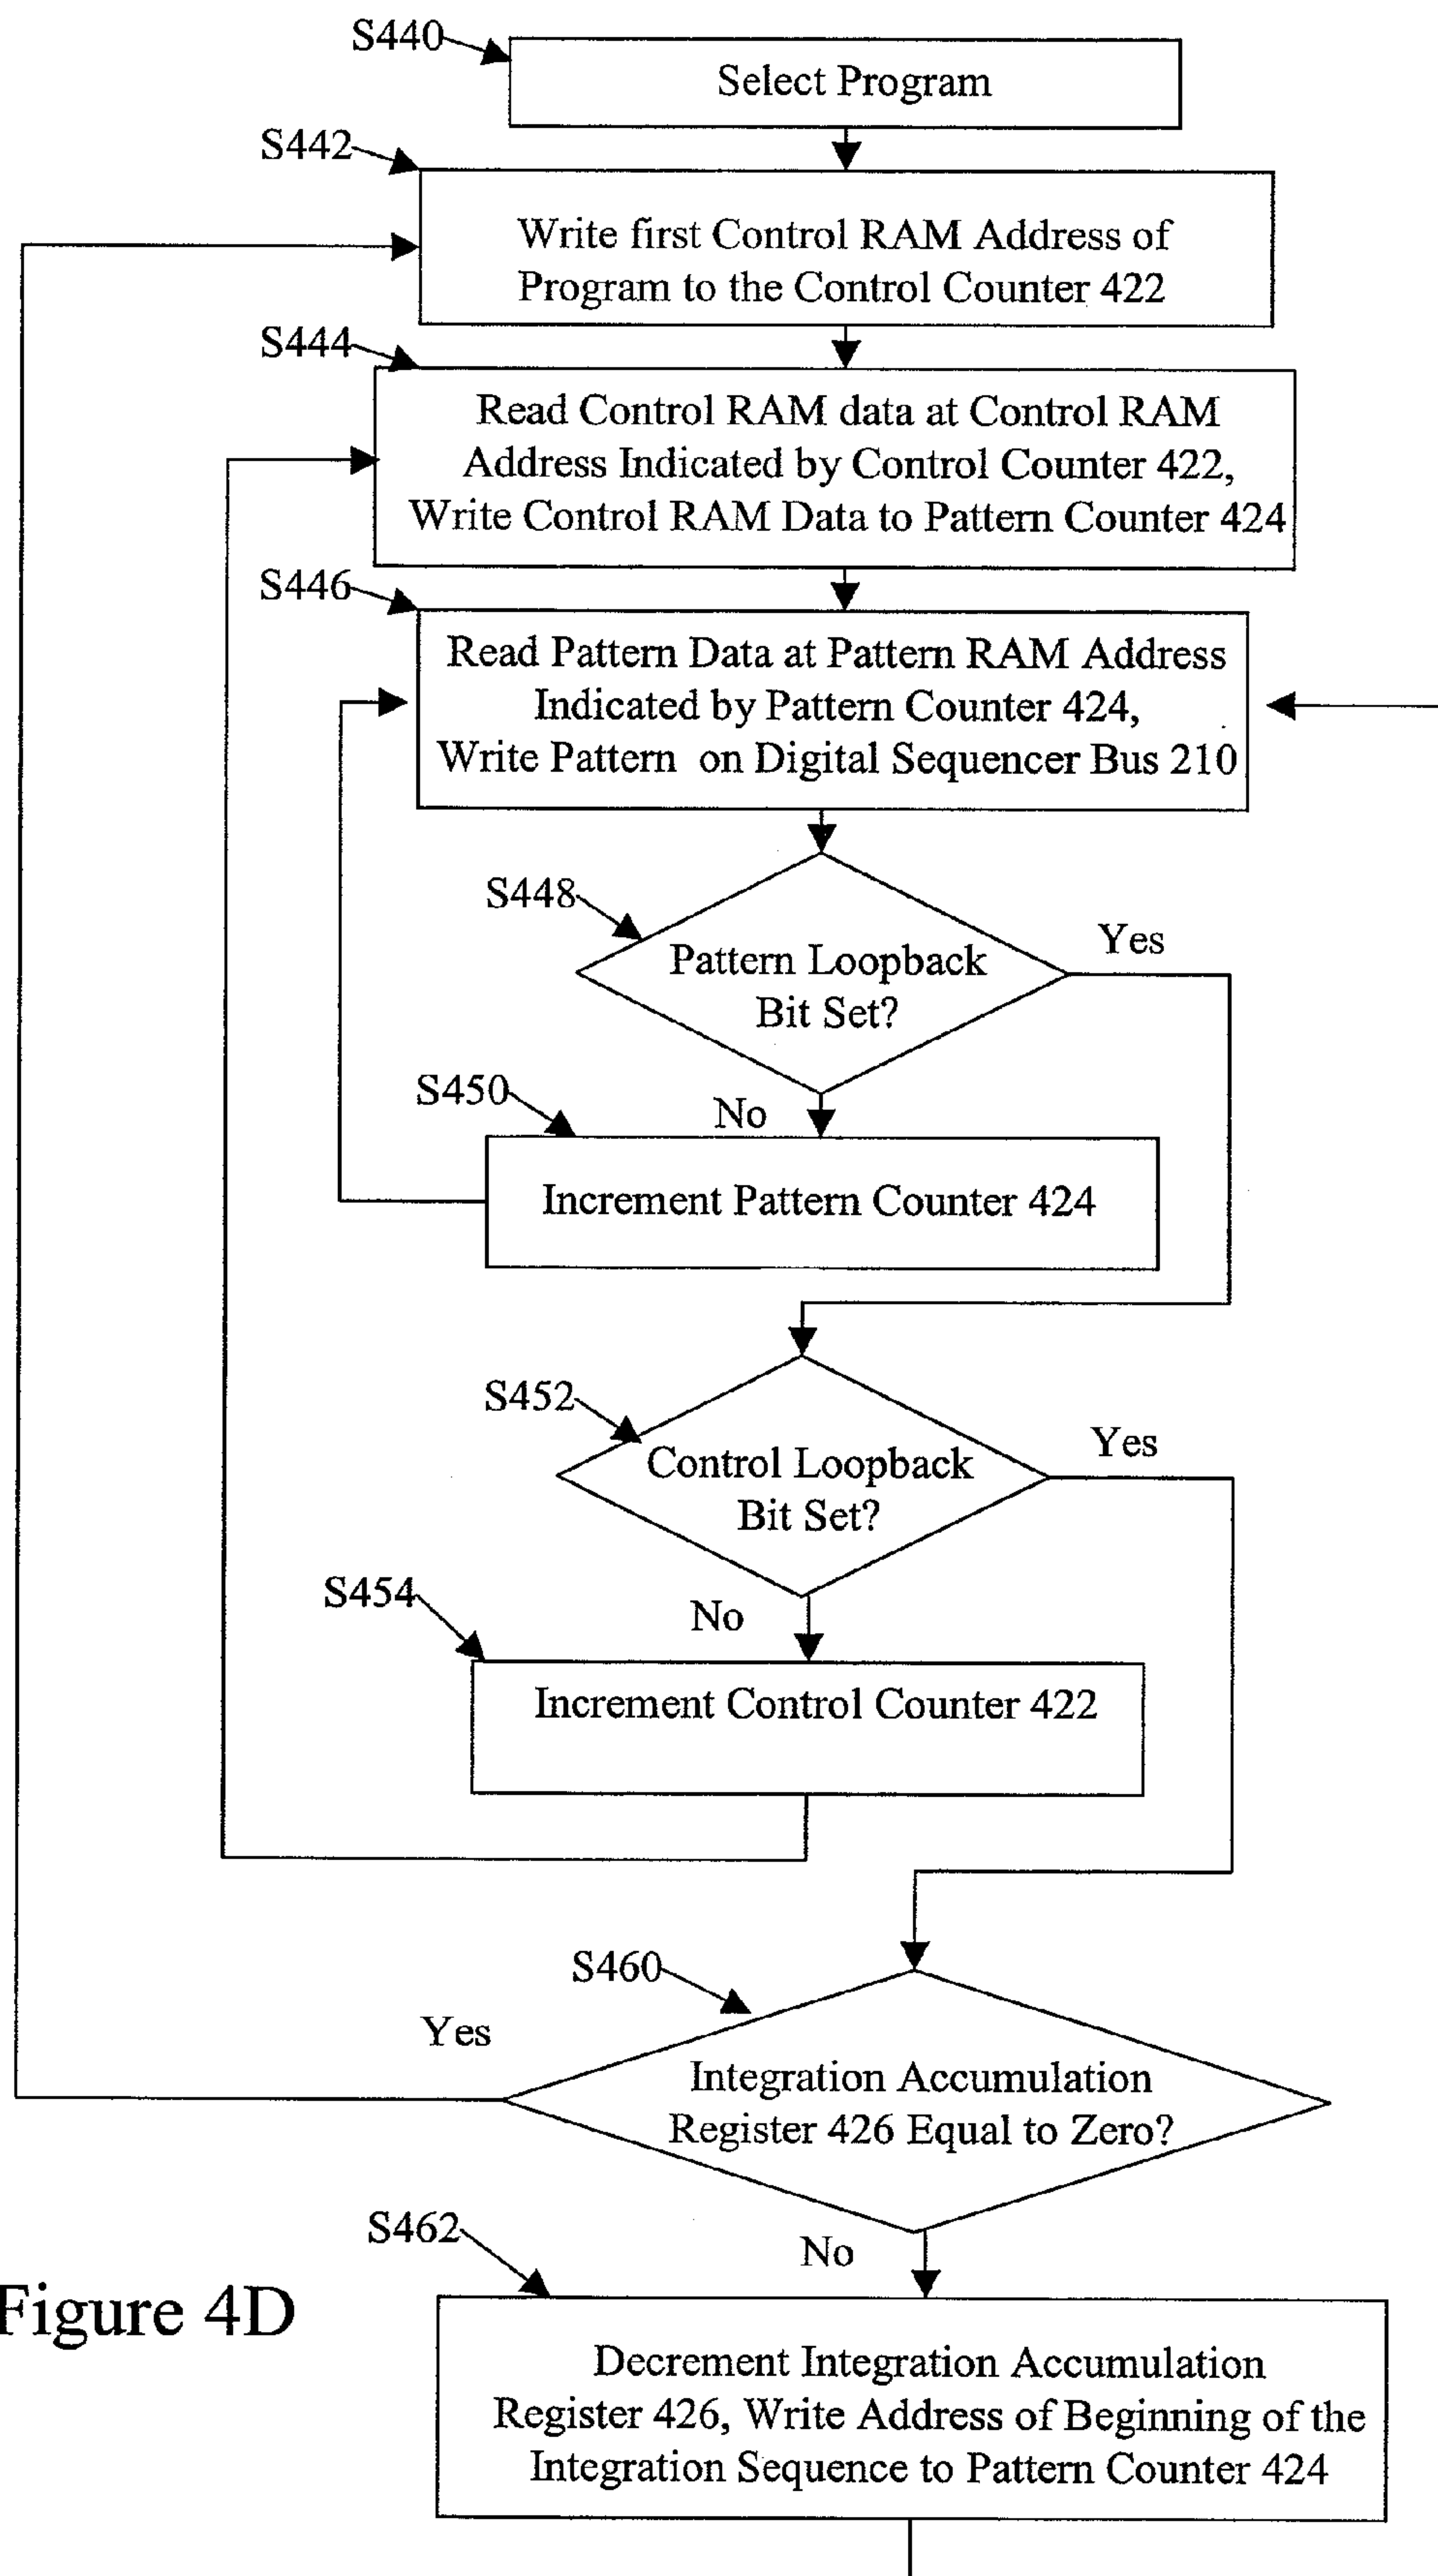 S440
Select Program
S442
Write first Control RAM Address of
Program to the Control Counter 422
S444
Read Control RAM data at Control RAM
Address Indicated by Control Counter 422,
Write Control RAM Data to Pattern Counter 424
S446
Read Pattern Data at Pattern RAM Address
Indicated by Pattern Counter 424,
Write Pattern on Digital Sequencer Bus 210
S448
Yes
Pattern Loopback
Bit Set?
S450
No
Increment Pattern Counter 424
S452
Yes
Control Loopback
Bit Set?
S454
No
Increment Control Counter 422
S460
Yes
Integration Accumulation
Register 426 Equal to Zero?
S462
No
Figure 4D
Decrement Integration Accumulation
Register 426, Write Address of Beginning of the
Integration Sequence to Pattern Counter 424